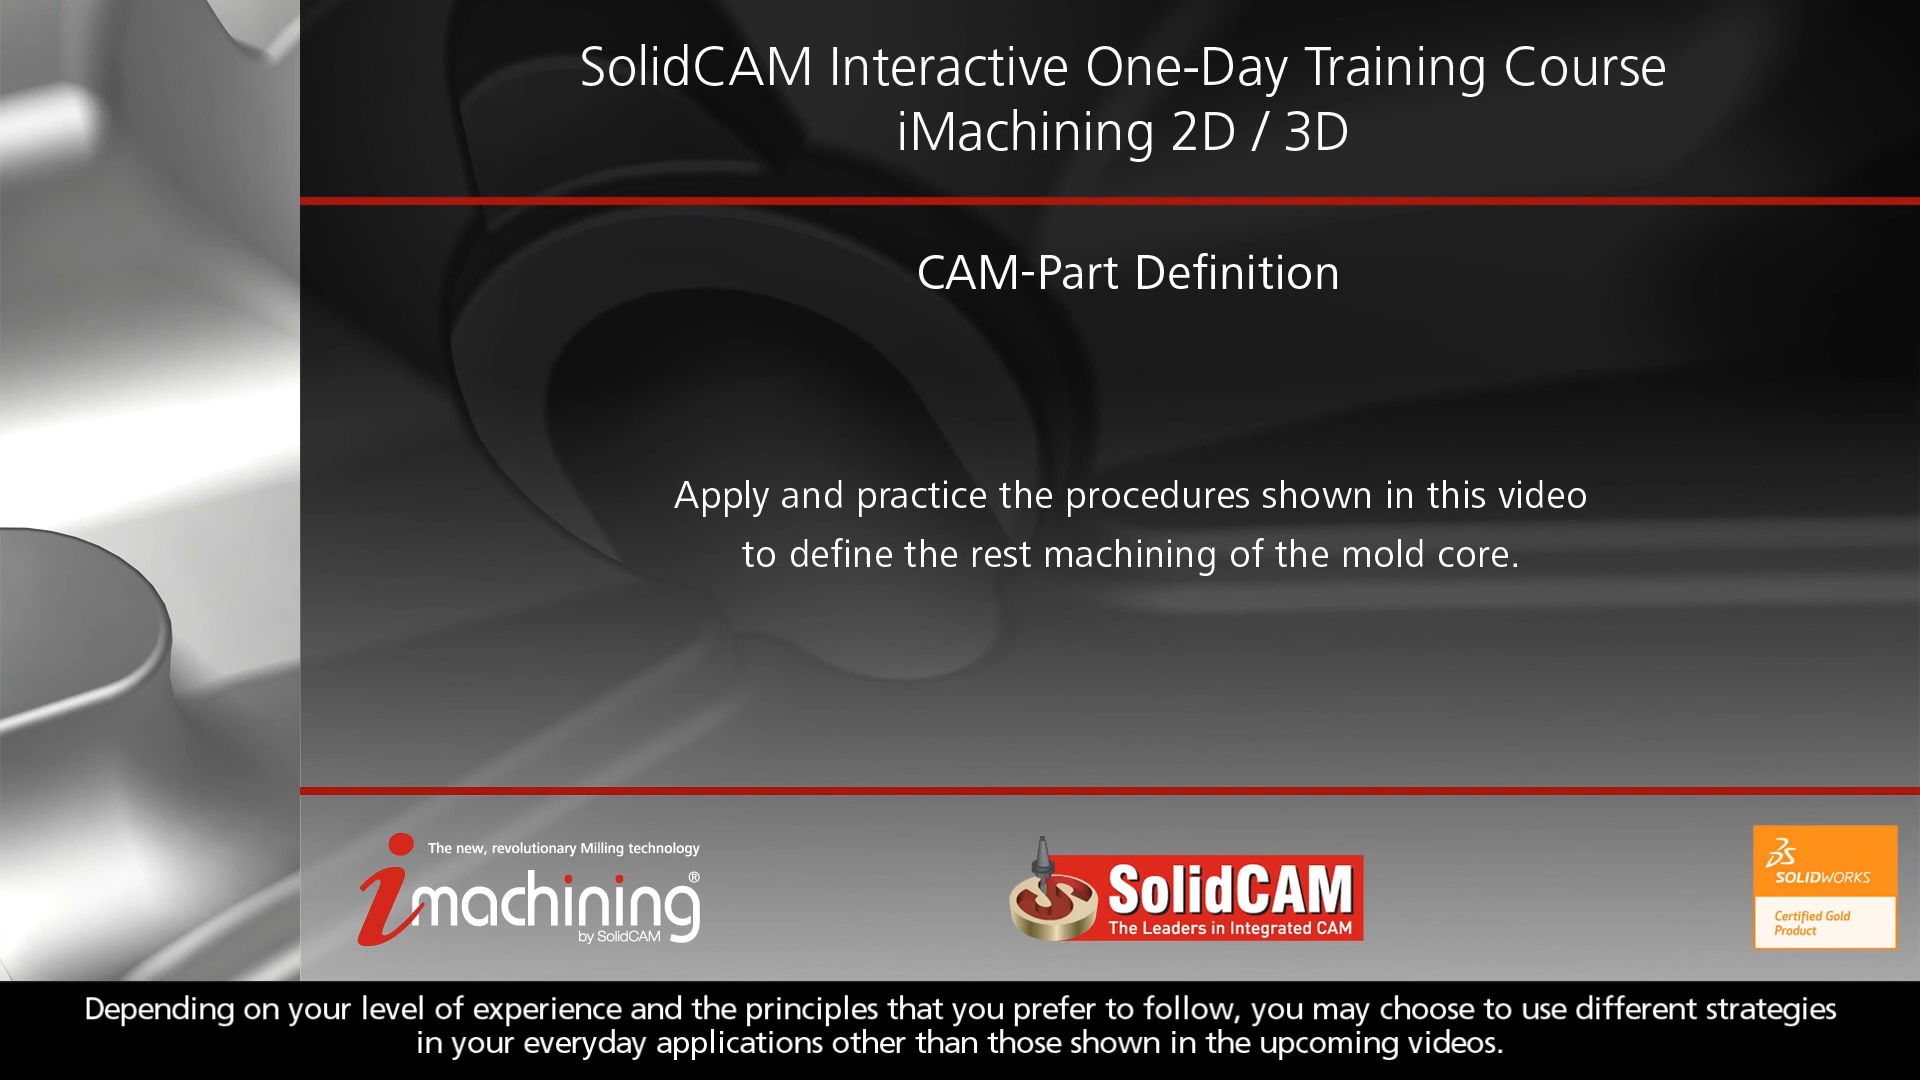 SolidCAM Interactive One-Day Training Course
iMachining 2D / 3D
CAM-Part Definition
Apply and practice the procedures shown in this video
to define the rest machining of the mold core.
The new, revolutionary Milling technology
imachining®
by SolidCAM
SolidCAM
The Leaders in Integrated CAM
SOLIDWORKS
Certified Gold
Product
Depending on your level of experience and the principles that you prefer to follow, you may choose to use different strategies
in your everyday applications other than those shown in the upcoming videos.